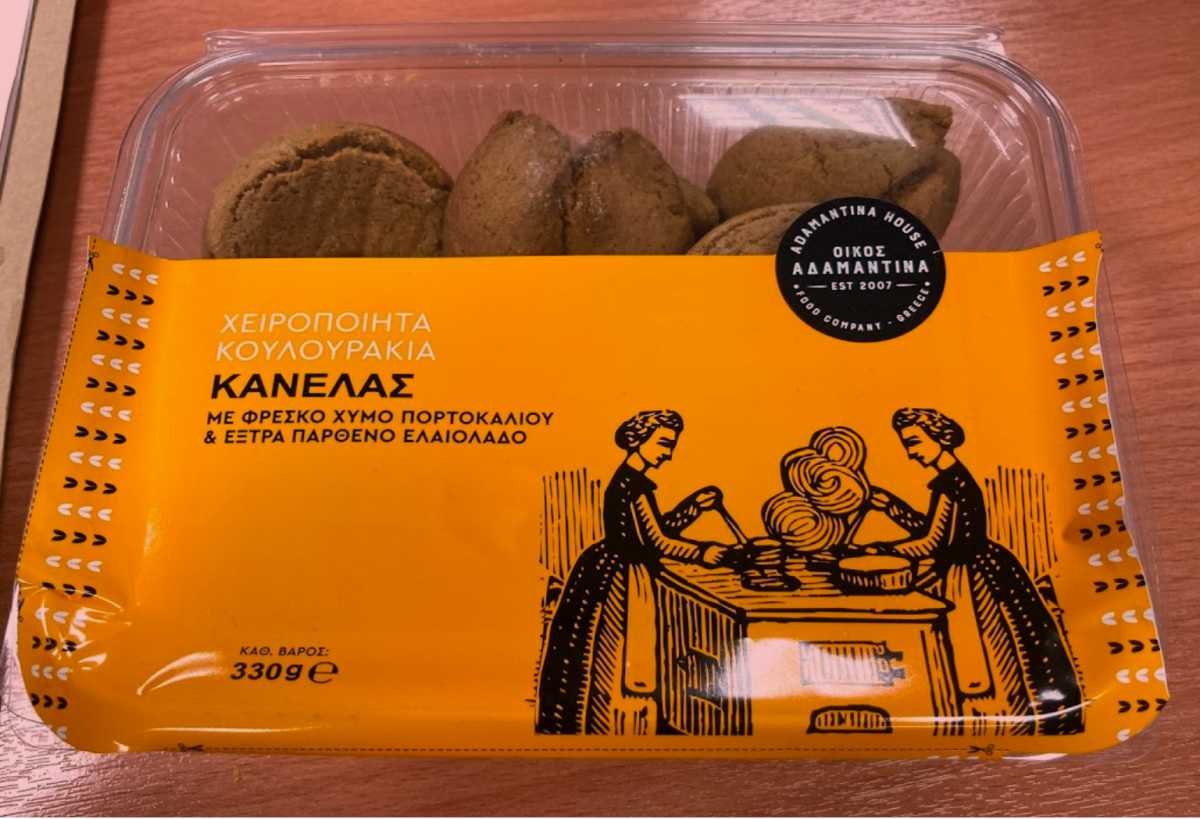 ADAMANTINA HOUSE
ΟΙΚΟΣ
ΑΔΑΜΑΝΤΙΝΑ
EST 2007
FOOD COMPANY - GREECE
ΧΕΙΡΟΠΟΙΗΤΑ
ΚΟΥΛΟΥΡΑΚΙΑ
ΚΑΝΕΛΑΣ
ΜΕ ΦΡΕΣΚΟ ΧΥΜΟ ΠΟΡΤΟΚΑΛΙΟΥ
& ΕΞΤΡΑ ΠΑΡΘΕΝΟ ΕΛΑΙΟΛΑΔΟ
ΚΑΘ. ΒΑΡΟΣ:
330g ℮